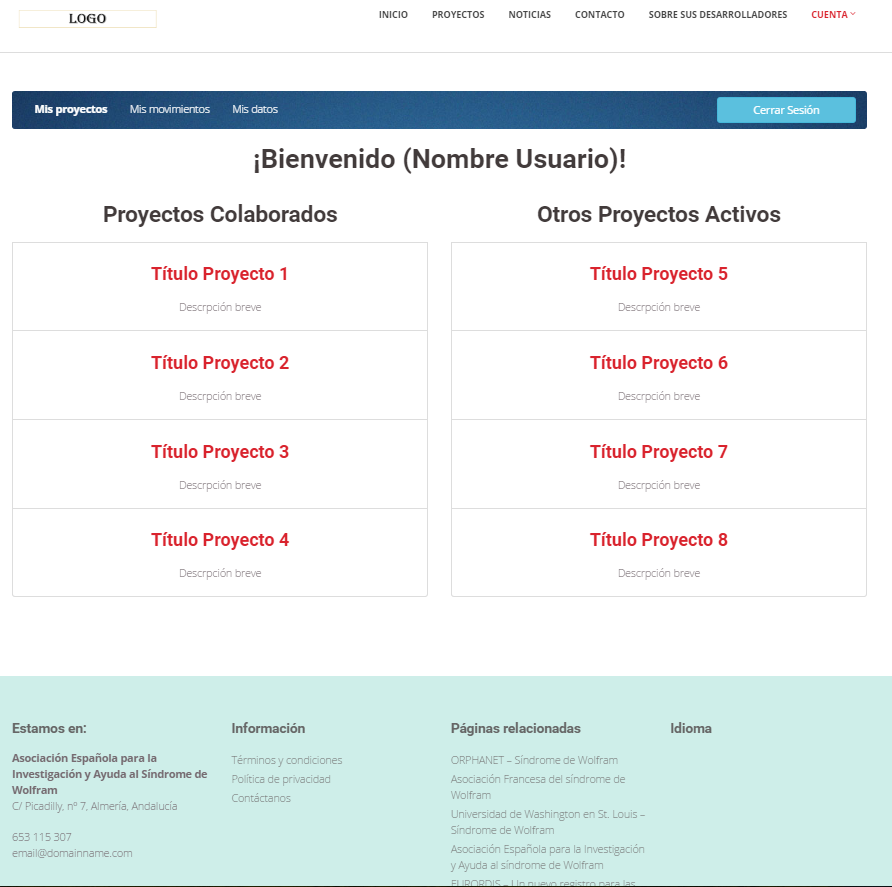 LOGO
INICIO PROYECTOS NOTICIAS CONTACTO SOBRE SUS DESARROLLADORES CUENTA
Mis proyectos Mis movimientos Mis datos Cerrar Sesión
¡Bienvenido (Nombre Usuario)!
Proyectos Colaborados
Título Proyecto 1
Descrpción breve
Título Proyecto 2
Descrpción breve
Título Proyecto 3
Descrpción breve
Título Proyecto 4
Descrpción breve
Otros Proyectos Activos
Título Proyecto 5
Descrpción breve
Título Proyecto 6
Descrpción breve
Título Proyecto 7
Descrpción breve
Título Proyecto 8
Descrpción breve
Estamos en:
Asociación Española para la
Investigación y Ayuda al Síndrome de
Wolfram
C/ Picadilly. nº 7, Almería, Andalucía
653 115 307
email@domainname.com
Información
Términos y condiciones
Política de privacidad
Contáctanos
Páginas relacionadas
ORPHANET – Síndrome de Wolfram
Asociación Francesa del síndrome de
Wolfram
Universidad de Washington en St. Louis –
Síndrome de Wolfram
Asociación Española para la Investigación
y Ayuda al síndrome de Wolfram
EURORDIS – Un nuevo registro para las
Idioma